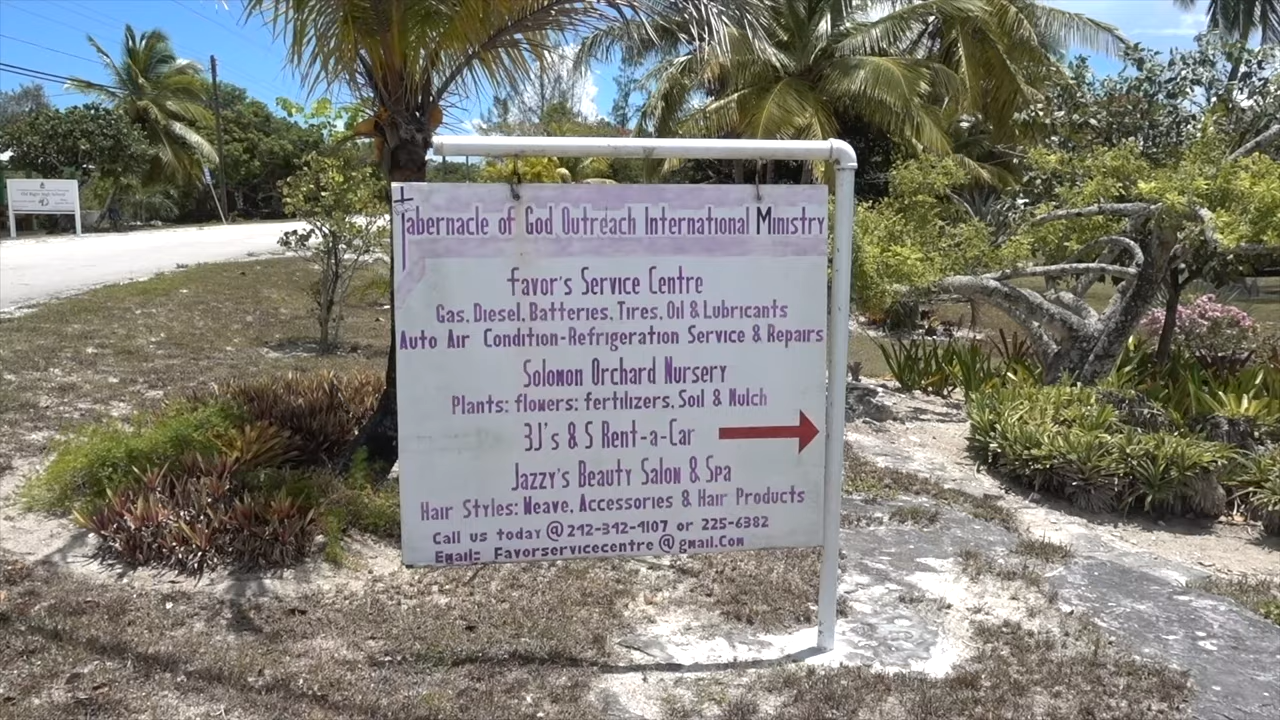 Tabernacle of God Outreach International Ministry
favor's Service Centre
Gas, Diesel, Batteries, Tires, Oil & Lubricants
Auto Air Condition-Refrigeration Service & Repairs
Solomon Orchard Nursery
Plants: flowers: fertilizers, Soil & Mulch
3J's & S Rent-a-Car
Jazzy's Beauty Salon & Spa
Hair Styles: Weave, Accessories & Hair Products
Call us today @ 242-342-4107 or 225-6382
Email: Favorservicecentre@gmail.Com
High School